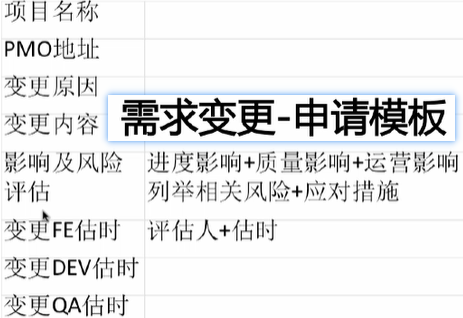 项目名称
PMO地址
变更原因
变更内容
需求变更-申请模板
影响及风险
评估
进度影响+质量影响+运营影响
列举相关风险+应对措施
变更FE估时
评估人+估时
变更DEV估时
变更QA估时